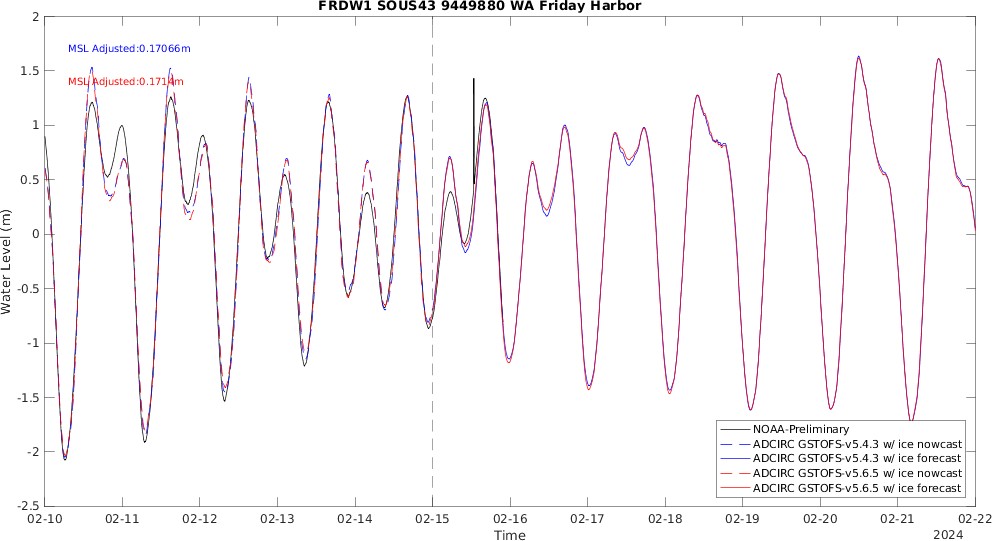 FRDW1 SOUS43 9449880 WA Friday Harbor
MSL Adjusted:0.17066m
MSL Adjusted:0.1714m
Water Level (m)
2
1.5
1
0.5
0
-0.5
-1
-1.5
-2
-2.5
NOAA-Preliminary
ADCIRC GSTOFS-v5.4.3 w/ ice nowcast
ADCIRC GSTOFS-v5.4.3 w/ ice forecast
ADCIRC GSTOFS-v5.6.5 w/ ice nowcast
ADCIRC GSTOFS-v5.6.5 w/ ice forecast
02-10 02-11 02-12 02-13 02-14 02-15 02-16 02-17 02-18 02-19 02-20 02-21 02-22
Time
2024